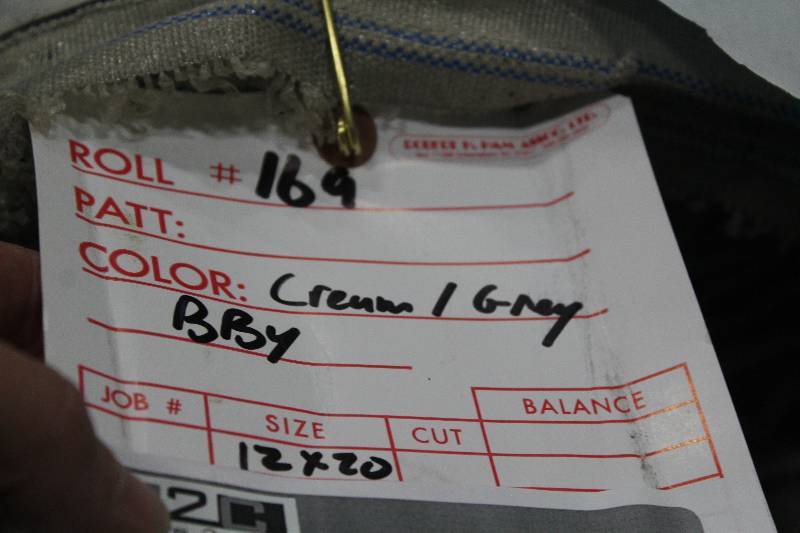 ROLL # 169
PATT:
COLOR: Cream / Grey
BBY
JOB # SIZE CUT BALANCE
12x20